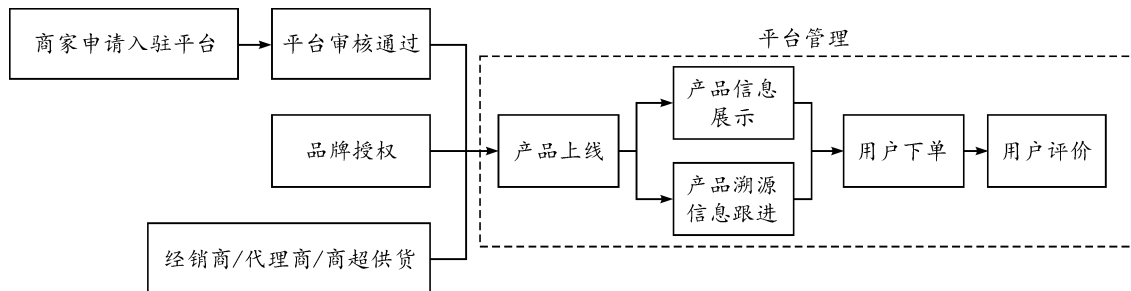 商家申请入驻平台
平台审核通过
平台管理
品牌授权
产品上线
产品信息
展示
产品溯源
信息跟进
用户下单
用户评价
经销商/代理商/商超供货